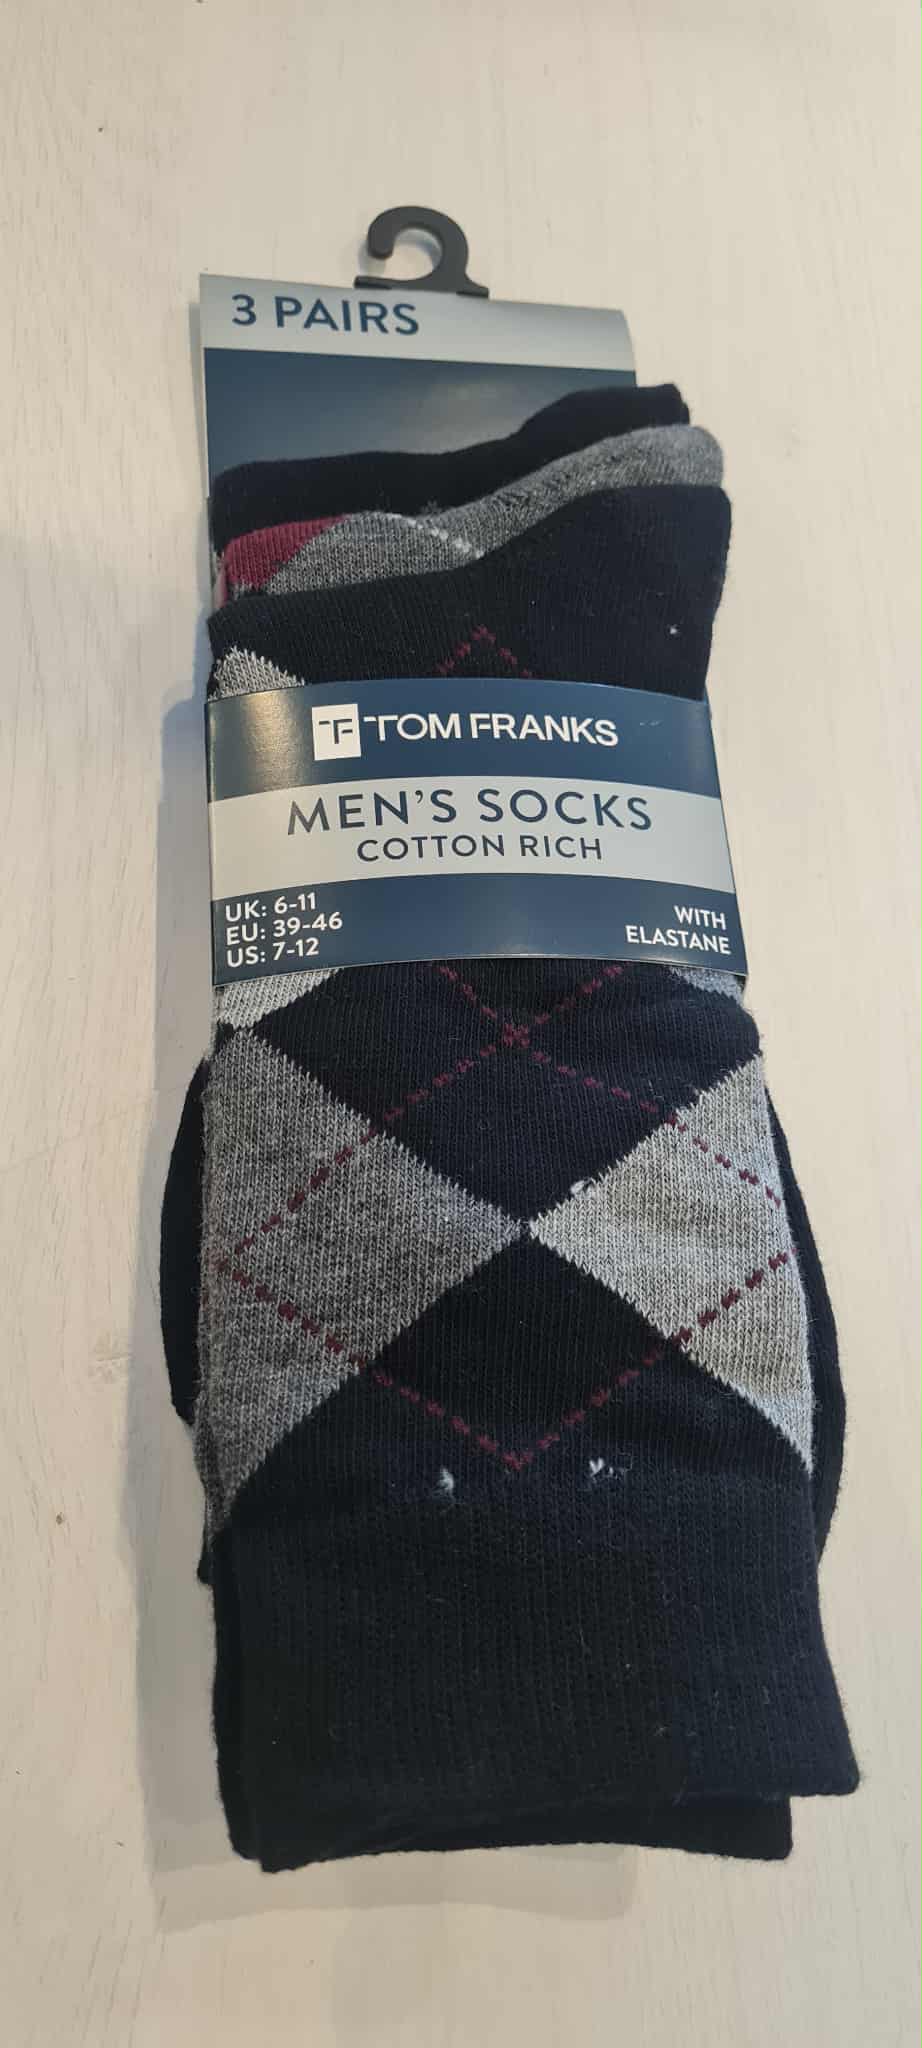 3 PAIRS
TF TOM FRANKS
MEN'S SOCKS
COTTON RICH
UK: 6-11
EU: 39-46
US: 7-12
WITH
ELASTANE